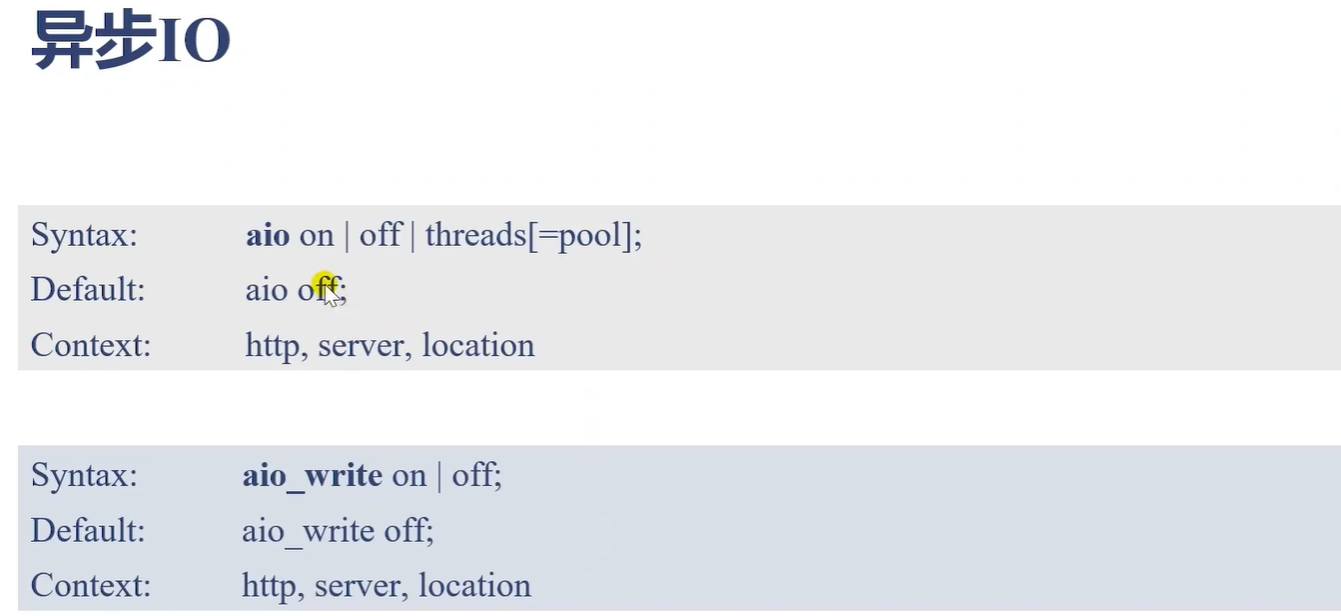 异步IO
Syntax: aio on | off | threads[=pool];
Default: aio off;
Context: http, server, location
Syntax: aio_write on | off;
Default: aio_write off;
Context: http, server, location